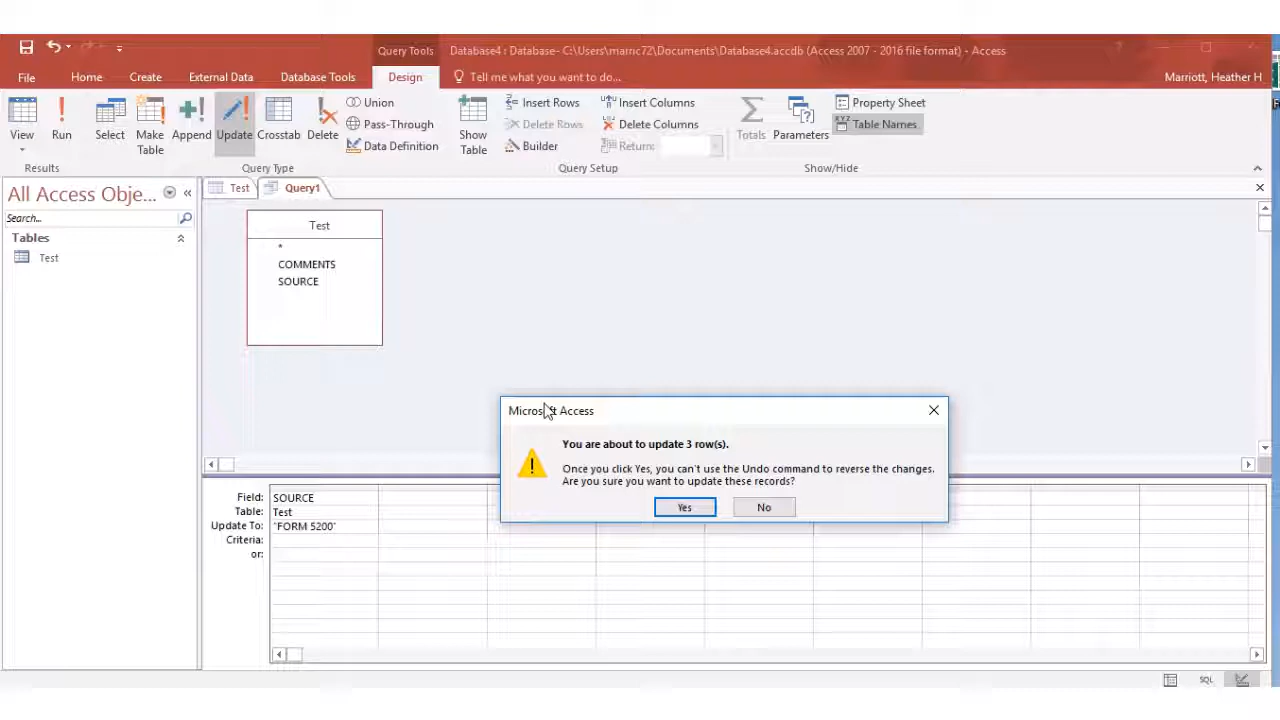 Query Tools
Database4 : Database- C:\Users\marric72\Documents\Database4.accdb (Access 2007 - 2016 file format) - Access
File Home Create External Data Database Tools Design Tell me what you want to do... Marriott, Heather H
View Run Select Make Table Append Update Crosstab Delete
Union
Pass-Through
Data Definition
Show Table
Insert Rows
Delete Rows
Builder
Insert Columns
Delete Columns
Return:
Totals Parameters
Property Sheet
XYZ Table Names
Results Query Type Query Setup Show/Hide
All Access Obje...
Search...
Tables
Test
Test Query1
Test
*
COMMENTS
SOURCE
Microsoft Access
You are about to update 3 row(s).
Once you click Yes, you can't use the Undo command to reverse the changes.
Are you sure you want to update these records?
Yes No
Field: SOURCE
Table: Test
Update To: "FORM 5200"
Criteria:
or:
SQL